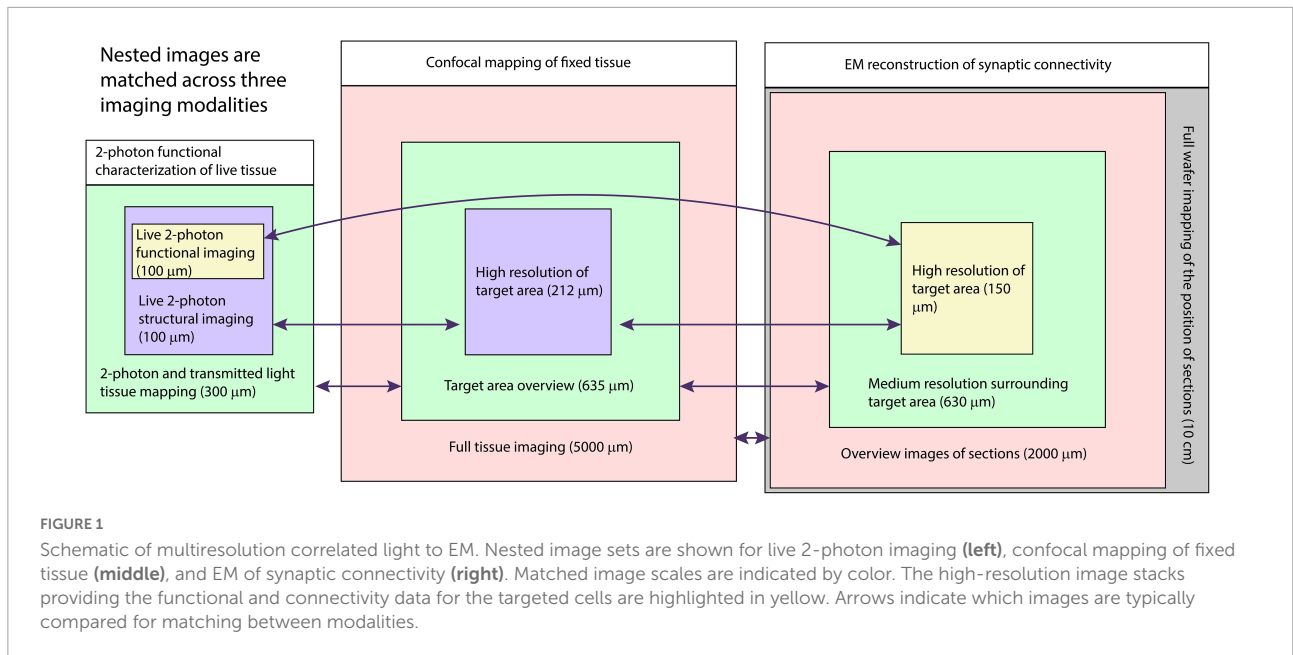 Nested images are
matched across three
imaging modalities
2-photon functional
characterization of live tissue
Live 2-photon
functional imaging
(100 μm)
Live 2-photon
structural imaging
(100 μm)
2-photon and transmitted light
tissue mapping (300 μm)
Confocal mapping of fixed tissue
High resolution of
target area (212 μm)
Target area overview (635 μm)
Full tissue imaging (5000 μm)
EM reconstruction of synaptic connectivity
High resolution of
target area (150
μm)
Medium resolution surrounding
target area (630 μm)
Overview images of sections (2000 μm)
Full wafer imapping of the position of sections (10 cm)
FIGURE 1
Schematic of multiresolution correlated light to EM. Nested image sets are shown for live 2-photon imaging (left), confocal mapping of fixed
tissue (middle), and EM of synaptic connectivity (right). Matched image scales are indicated by color. The high-resolution image stacks
providing the functional and connectivity data for the targeted cells are highlighted in yellow. Arrows indicate which images are typically
compared for matching between modalities.